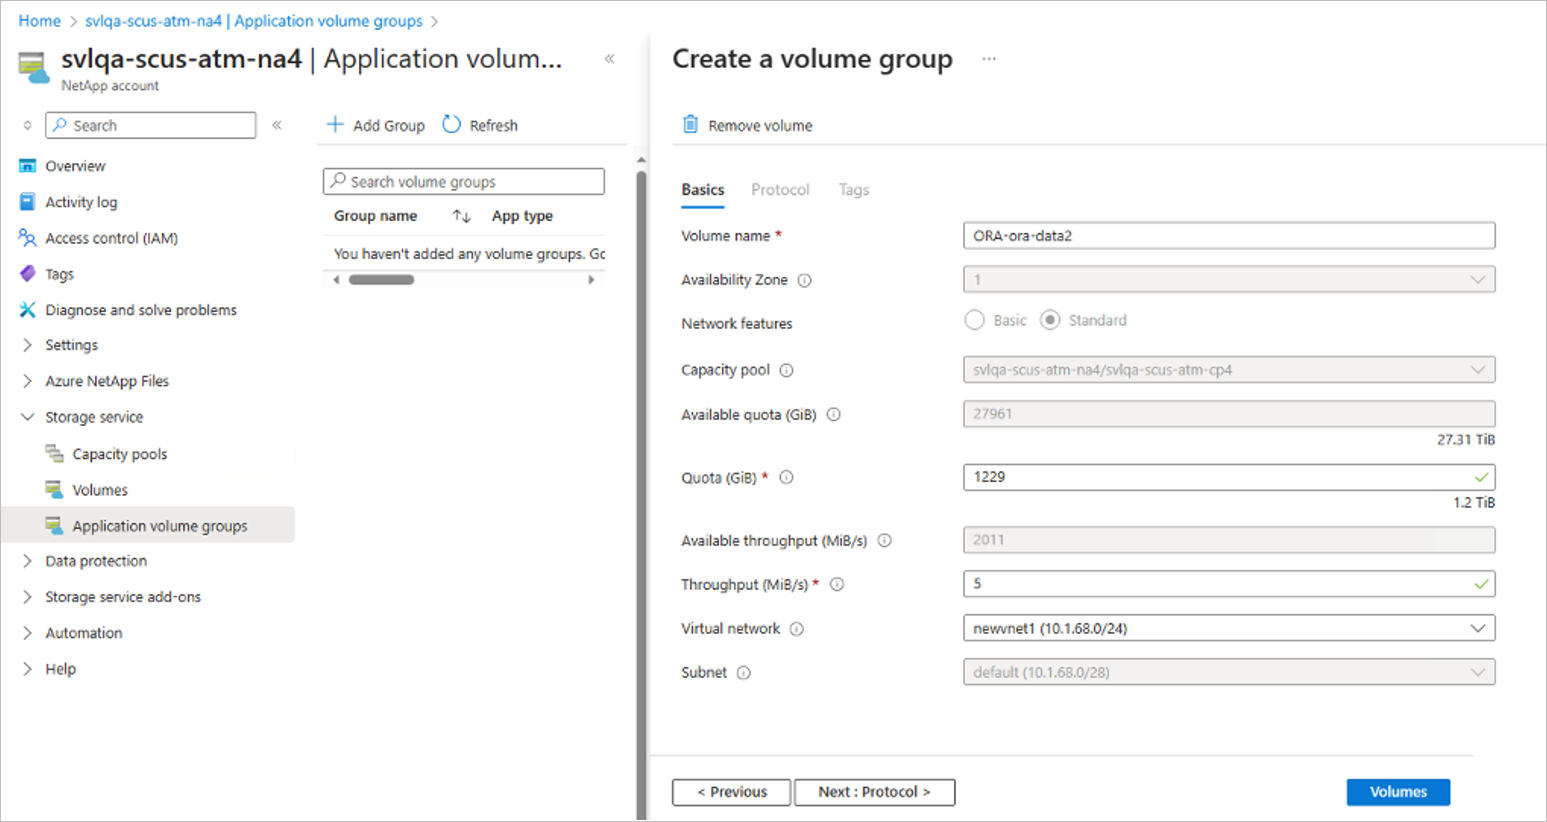 Home > svlqa-scus-atm-na4 | Application volume groups >
svlqa-scus-atm-na4 | Application volum...
NetApp account
Search
Overview
Activity log
Access control (IAM)
Tags
Diagnose and solve problems
Settings
Azure NetApp Files
Storage service
Capacity pools
Volumes
Application volume groups
Data protection
Storage service add-ons
Automation
Help
Add Group
Refresh
Search volume groups
Group name App type
You haven't added any volume groups. Gc
Create a volume group ...
Remove volume
Basics Protocol Tags
Volume name * ORA-ora-data2
Availability Zone 1
Network features Basic Standard
Capacity pool svlqa-scus-atm-na4/svlqa-scus-atm-cp4
Available quota (GiB) 27961
27.31 TiB
Quota (GiB) * 1229
1.2 TiB
Available throughput (MiB/s) 2011
Throughput (MiB/s) * 5
Virtual network newvnet1 (10.1.68.0/24)
Subnet default (10.1.68.0/28)
< Previous
Next : Protocol >
Volumes